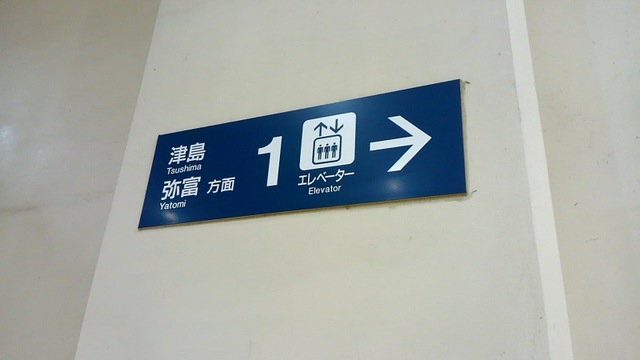 津島
Tsushima
弥富 方面
Yatomi
1
エレベーター
Elevator